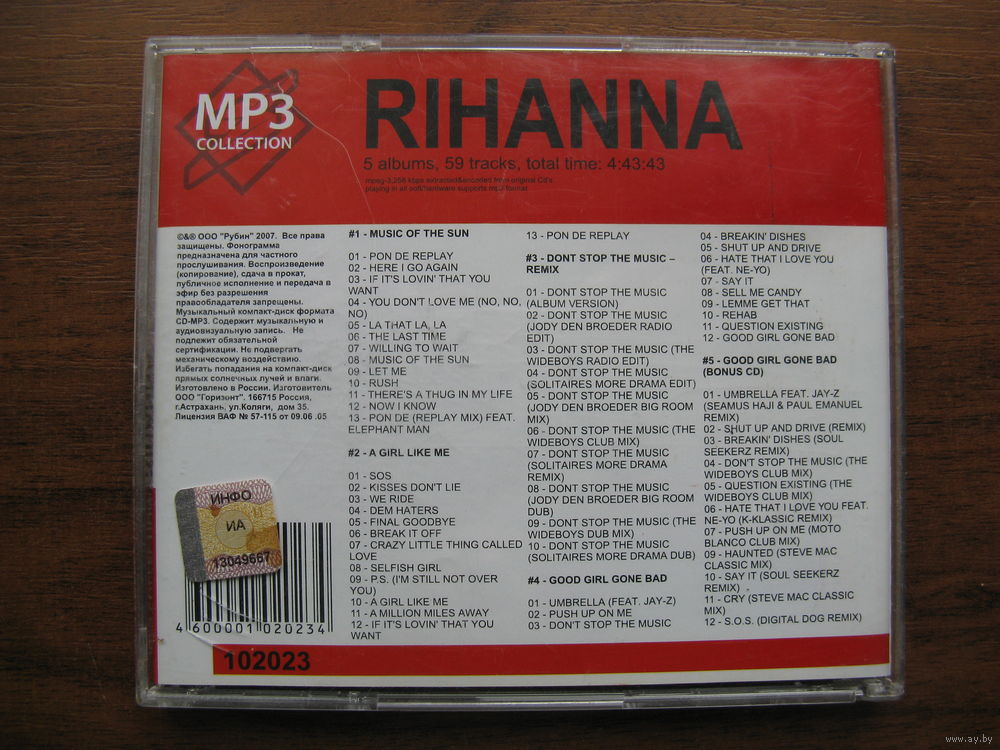 MP3
COLLECTION
RIHANNA
5 albums, 59 tracks, total time: 4:43:43
mpeg-3;256 kbps extracted&encoded from original Cd's
playing in all soft/hardware supports mp3 format
©&® ООО "Рубин" 2007. Все права
защищены. Фонограмма
предназначена для частного
прослушивания. Воспроизведение
(копирование), сдача в прокат,
публичное исполнение и передача в
эфир без разрешения
правообладателя запрещены.
Музыкальный компакт-диск формата
CD-MP3. Содержит музыкальную и
аудиовизуальную запись. Не
подлежит обязательной
сертификации. Не подвергать
механическому воздействию.
Избегать попадания на компакт-диск
прямых солнечных лучей и влаги.
Изготовлено в России. Изготовитель
ООО "Горизонт". 166715 Россия,
г.Астрахань, ул.Коляги, дом 35.
Лицензия ВАФ № 57-115 от 09.06 .05
ИНФО
ИА
13049667
4 600001 020234
102023
#1 - MUSIC OF THE SUN
01 - PON DE REPLAY
02 - HERE I GO AGAIN
03 - IF IT'S LOVIN' THAT YOU
WANT
04 - YOU DON'T LOVE ME (NO, NO,
NO)
05 - LA THAT LA, LA
06 - THE LAST TIME
07 - WILLING TO WAIT
08 - MUSIC OF THE SUN
09 - LET ME
10 - RUSH
11 - THERE'S A THUG IN MY LIFE
12 - NOW I KNOW
13 - PON DE (REPLAY MIX) FEAT.
ELEPHANT MAN
#2 - A GIRL LIKE ME
01 - SOS
02 - KISSES DON'T LIE
03 - WE RIDE
04 - DEM HATERS
05 - FINAL GOODBYE
06 - BREAK IT OFF
07 - CRAZY LITTLE THING CALLED
LOVE
08 - SELFISH GIRL
09 - P.S. (I'M STILL NOT OVER
YOU)
10 - A GIRL LIKE ME
11 - A MILLION MILES AWAY
12 - IF IT'S LOVIN' THAT YOU
WANT
13 - PON DE REPLAY
#3 - DONT STOP THE MUSIC –
REMIX
01 - DONT STOP THE MUSIC
(ALBUM VERSION)
02 - DONT STOP THE MUSIC
(JODY DEN BROEDER RADIO
EDIT)
03 - DONT STOP THE MUSIC (THE
WIDEBOYS RADIO EDIT)
04 - DONT STOP THE MUSIC
(SOLITAIRES MORE DRAMA EDIT)
05 - DONT STOP THE MUSIC
(JODY DEN BROEDER BIG ROOM
MIX)
06 - DONT STOP THE MUSIC (THE
WIDEBOYS CLUB MIX)
07 - DONT STOP THE MUSIC
(SOLITAIRES MORE DRAMA
REMIX)
08 - DONT STOP THE MUSIC
(JODY DEN BROEDER BIG ROOM
DUB)
09 - DONT STOP THE MUSIC (THE
WIDEBOYS DUB MIX)
10 - DONT STOP THE MUSIC
(SOLITAIRES MORE DRAMA DUB)
#4 - GOOD GIRL GONE BAD
01 - UMBRELLA (FEAT. JAY-Z)
02 - PUSH UP ON ME
03 - DON'T STOP THE MUSIC
04 - BREAKIN' DISHES
05 - SHUT UP AND DRIVE
06 - HATE THAT I LOVE YOU
(FEAT. NE-YO)
07 - SAY IT
08 - SELL ME CANDY
09 - LEMME GET THAT
10 - REHAB
11 - QUESTION EXISTING
12 - GOOD GIRL GONE BAD
#5 - GOOD GIRL GONE BAD
(BONUS CD)
01 - UMBRELLA FEAT. JAY-Z
(SEAMUS HAJI & PAUL EMANUEL
REMIX)
02 - SHUT UP AND DRIVE (REMIX)
03 - BREAKIN' DISHES (SOUL
SEEKERZ REMIX)
04 - DON'T STOP THE MUSIC (THE
WIDEBOYS CLUB MIX)
05 - QUESTION EXISTING (THE
WIDEBOYS CLUB MIX)
06 - HATE THAT I LOVE YOU FEAT.
NE-YO (K-KLASSIC REMIX)
07 - PUSH UP ON ME (MOTO
BLANCO CLUB MIX)
09 - HAUNTED (STEVE MAC
CLASSIC MIX)
10 - SAY IT (SOUL SEEKERZ
REMIX)
11 - CRY (STEVE MAC CLASSIC
MIX)
12 - S.O.S. (DIGITAL DOG REMIX)
www.ay.by